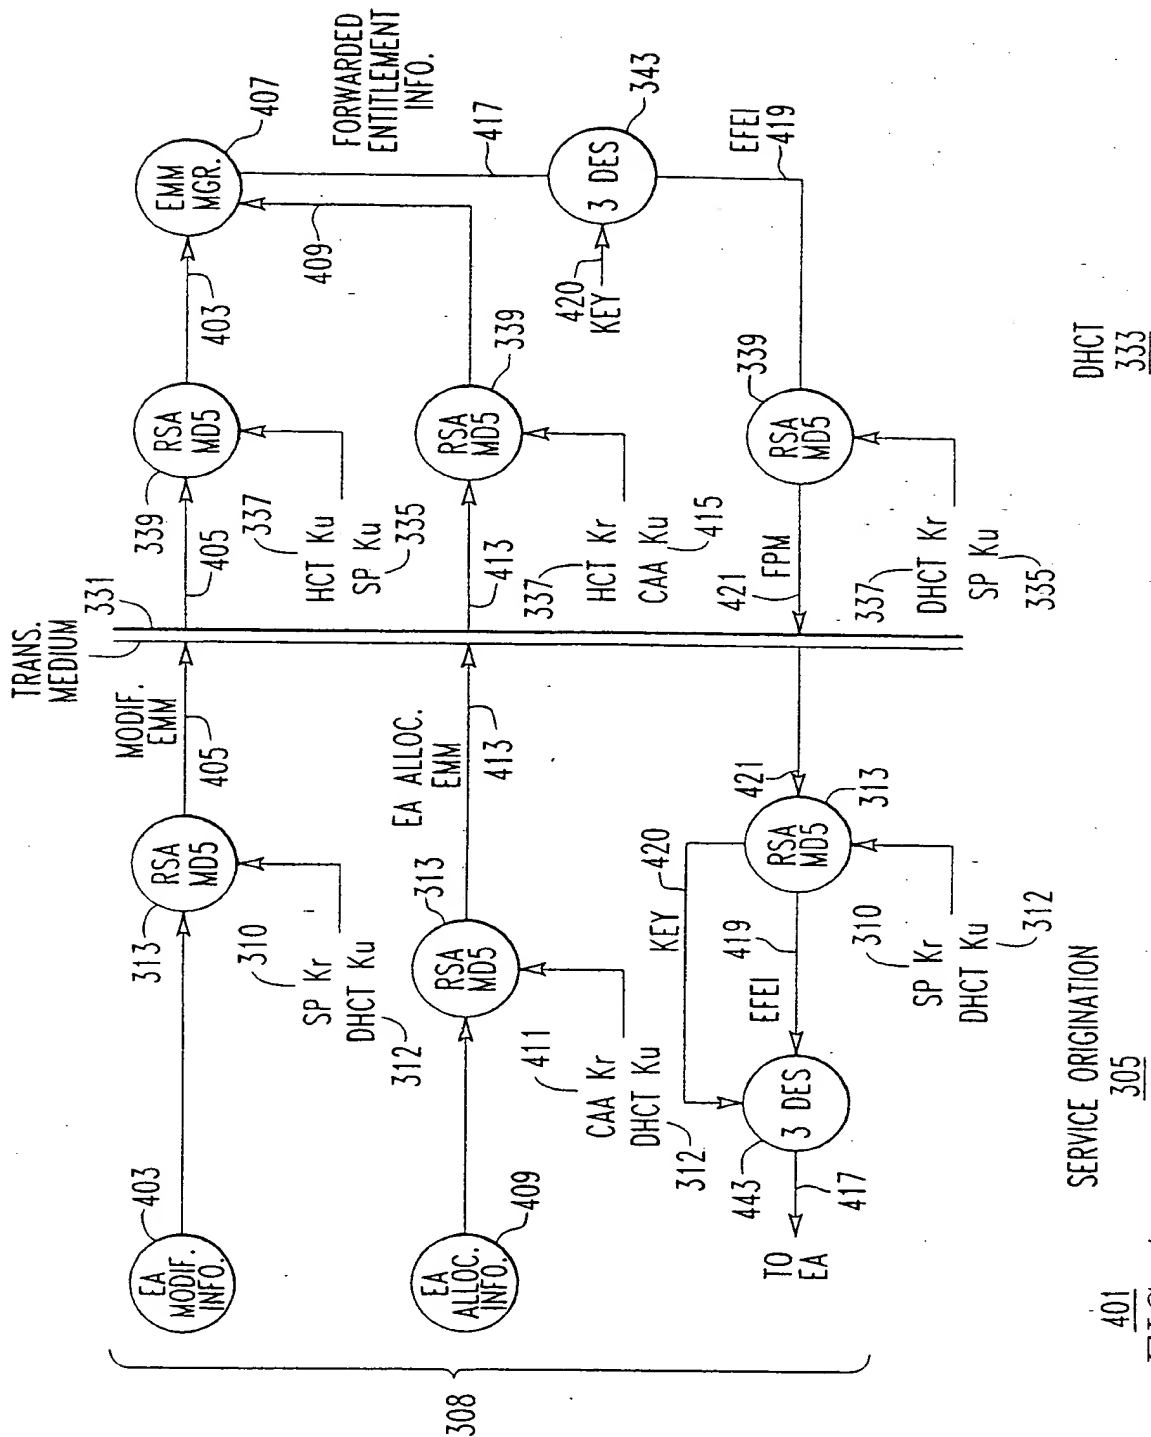 TRANS.
MEDIUM
331
EA
MODIF.
INFO.
403
RSA
MD5
313
310
SP Kr
DHCT Ku
312
MODIF.
EMM
405
405
339
RSA
MD5
337
HCT Ku
SP Ku
335
403
EMM
MGR.
407
308
EA
ALLOC.
INFO.
409
RSA
MD5
313
411
CAA Kr
DHCT Ku
312
EA ALLOC.
EMM
413
413
RSA
MD5
339
337
HCT Kr
CAA Ku
415
409
FORWARDED
ENTITLEMENT
INFO.
417
3 DES
343
420
KEY
EFEI
419
RSA
MD5
339
337
DHCT Kr
SP Ku
335
421
FPM
421
RSA
MD5
313
310
SP Kr
DHCT Ku
312
KEY
420
419
EFEI
3 DES
443
417
TO
EA
401
SERVICE ORIGINATION
305
DHCT
333